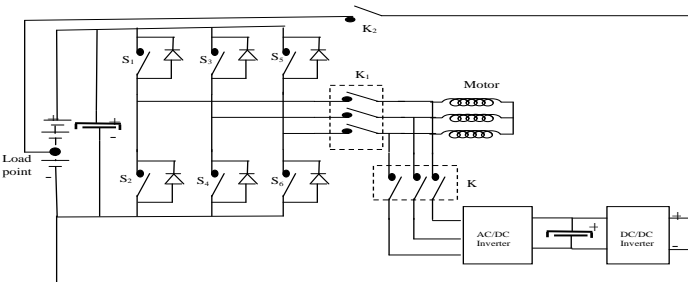 K2
S1
S3
S5
K1
Motor
+
+
-
Load
point
-
S2
S4
S6
K
AC/DC
Inverter
+
DC/DC
Inverter
+
-